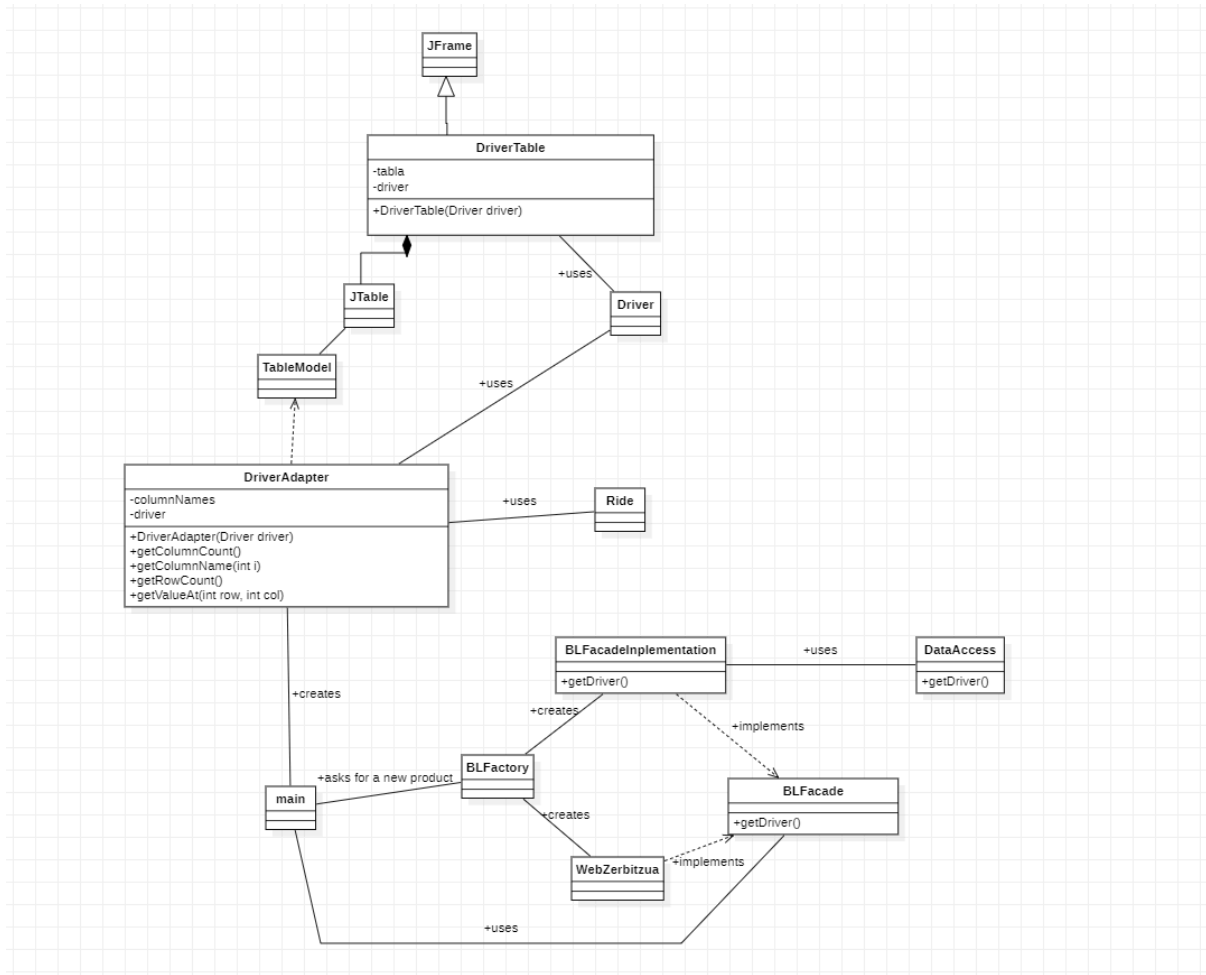 JFrame
DriverTable
-tabla
-driver
+DriverTable(Driver driver)
+uses
JTable
Driver
TableModel
+uses
DriverAdapter
-columnNames
-driver
+DriverAdapter(Driver driver)
+getColumnCount()
+getColumnName(int i)
+getRowCount()
+getValueAt(int row, int col)
+uses
Ride
+creates
BLFacadeInplementation
+getDriver()
+uses
DataAccess
+getDriver()
+creates
+implements
BLFactory
+asks for a new product
main
BLFacade
+getDriver()
+creates
WebZerbitzua
+implements
+uses